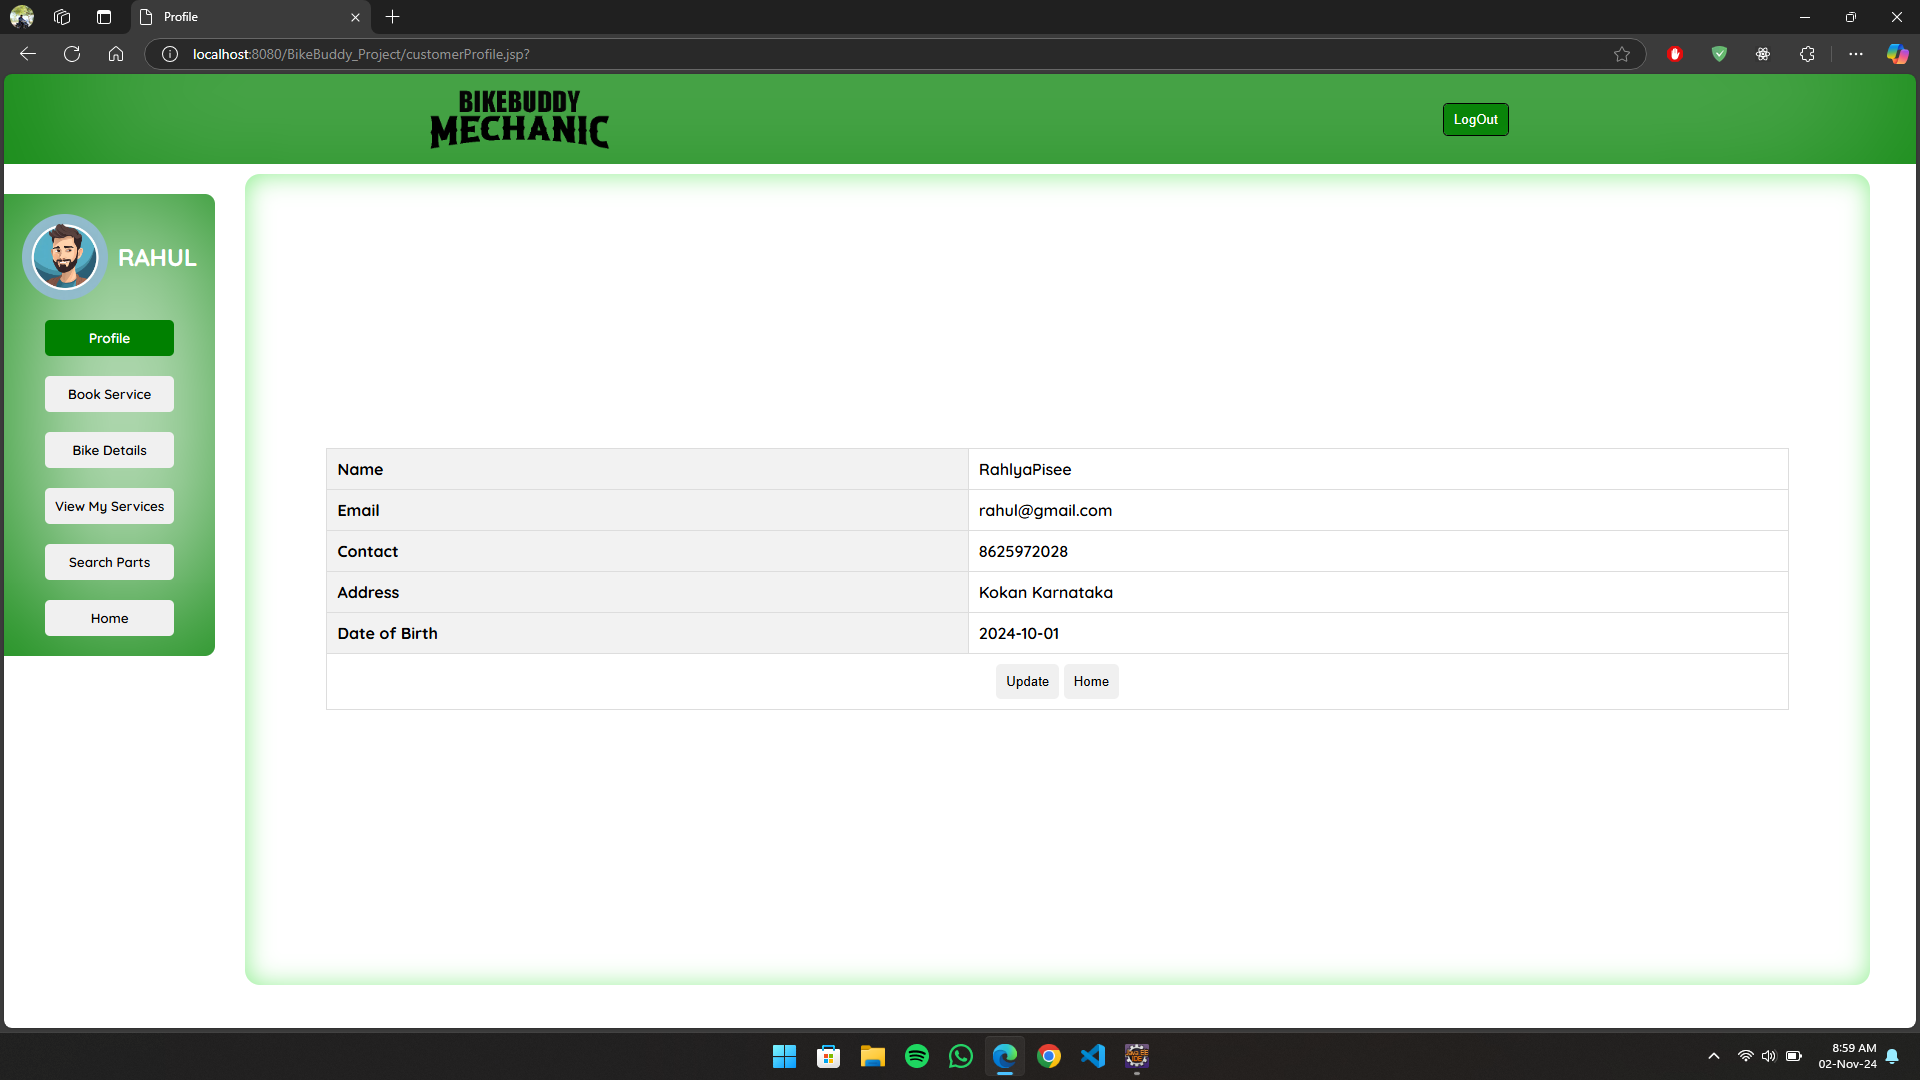 Profile
localhost:8080/BikeBuddy_Project/customerProfile.jsp?
BIKEBUDDY
MECHANIC
LogOut
RAHUL
Profile
Book Service
Bike Details
View My Services
Search Parts
Home
Name RahlyaPisee
Email rahul@gmail.com
Contact 8625972028
Address Kokan Karnataka
Date of Birth 2024-10-01
Update Home
8:59 AM
02-Nov-24